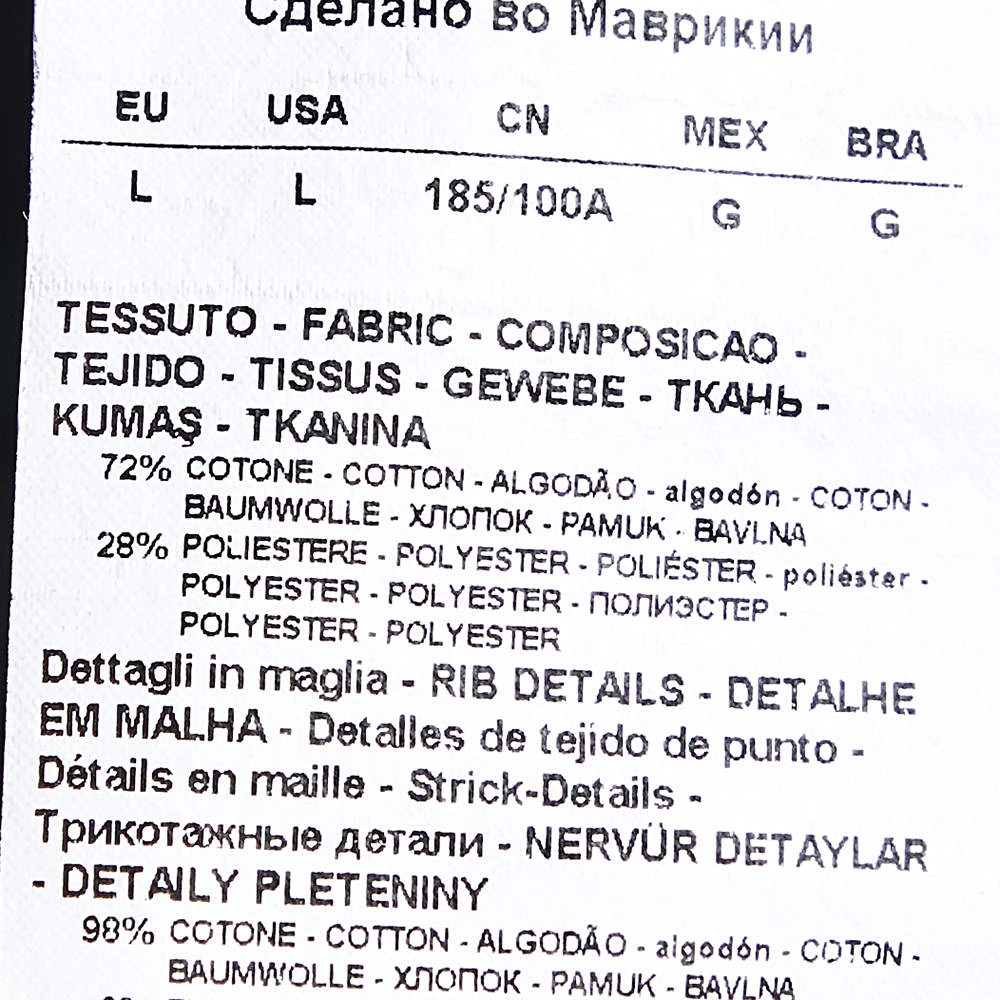 Сделано во Маврикии
EU USA CN MEX BRA
L L 185/100A G G
TESSUTO - FABRIC - COMPOSICAO -
TEJIDO - TISSUS - GEWEBE - ТКАНЬ -
KUMAŞ - TKANINA
72% COTONE - COTTON - ALGODÃO - algodón - COTON -
BAUMWOLLE - ХЛОПОК - PAMUK - BAVLNA
28% POLIESTERE - POLYESTER - POLIÉSTER - poliéster -
POLYESTER - POLYESTER - ПОЛИЭСТЕР -
POLYESTER - POLYESTER
Dettagli in maglia - RIB DETAILS - DETALHE
EM MALHA - Detalles de tejido de punto -
Détails en maille - Strick-Details -
Трикотажные детали - NERVÜR DETAYLAR
- DETAILY PLETENINY
98% COTONE - COTTON - ALGODÃO - algodón - COTON -
BAUMWOLLE - ХЛОПОК - PAMUK - BAVLNA